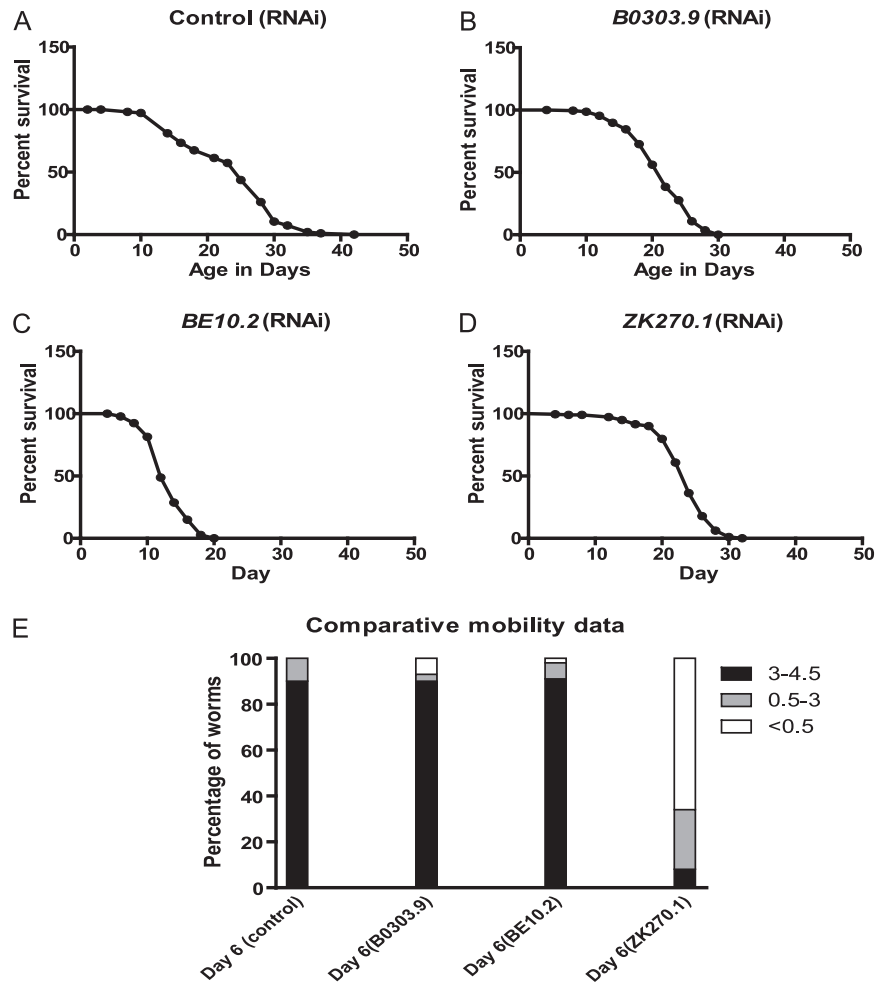 A
Control (RNAi)
150
100
50
0
Percent survival
0 10 20 30 40 50
Age in Days
B
B0303.9 (RNAi)
150
100
50
0
Percent survival
0 10 20 30 40 50
Age in Days
C
BE10.2 (RNAi)
150
100
50
0
Percent survival
0 10 20 30 40 50
Day
D
ZK270.1 (RNAi)
150
100
50
0
Percent survival
0 10 20 30 40 50
Day
E
Comparative mobility data
100
80
60
40
20
0
Percentage of worms
Day 6 (control)
Day 6(B0303.9)
Day 6(BE10.2)
Day 6(ZK270.1)
3-4.5
0.5-3
<0.5